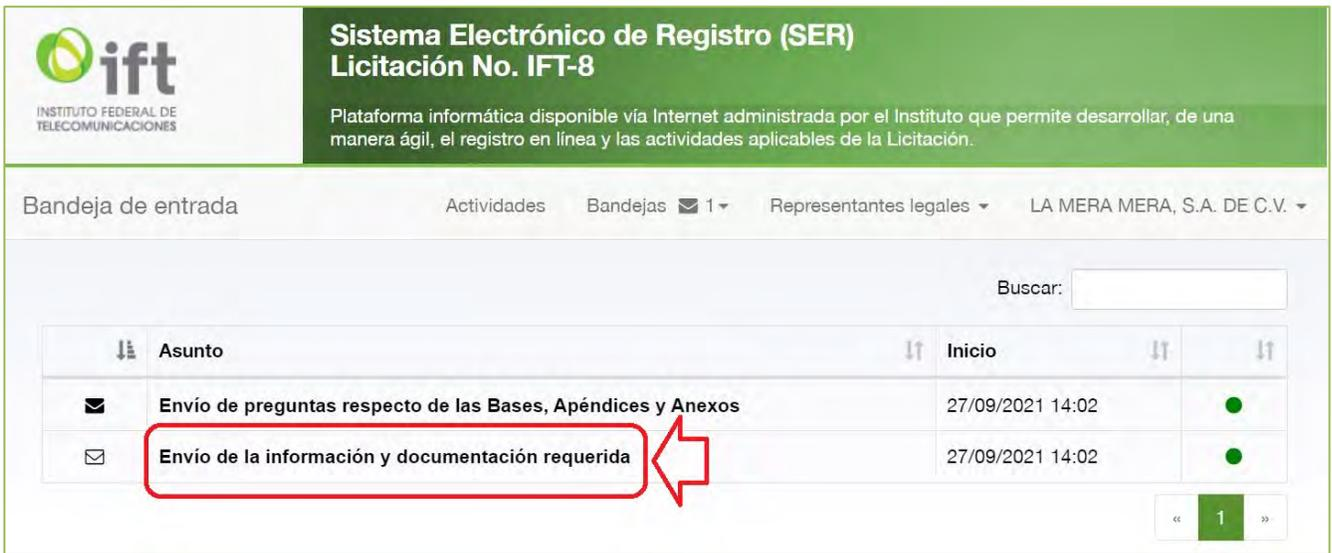 ift
INSTITUTO FEDERAL DE
TELECOMUNICACIONES
Sistema Electrónico de Registro (SER)
Licitación No. IFT-8
Plataforma informática disponible vía Internet administrada por el Instituto que permite desarrollar, de una
manera ágil, el registro en línea y las actividades aplicables de la Licitación.
Bandeja de entrada Actividades Bandejas 1 Representantes legales LA MERA MERA, S.A. DE C.V.
Buscar:
Asunto Inicio
Envío de preguntas respecto de las Bases, Apéndices y Anexos 27/09/2021 14:02
Envío de la información y documentación requerida 27/09/2021 14:02
« 1 »